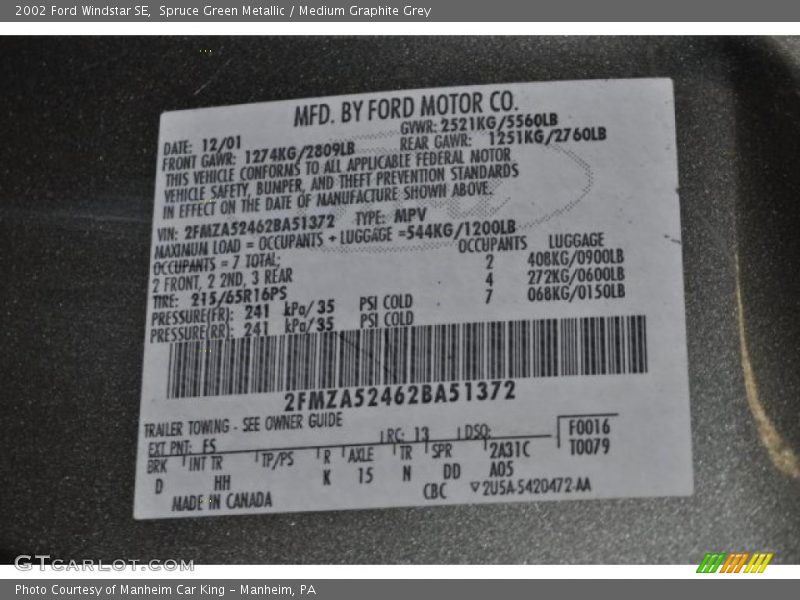 2002 Ford Windstar SE, Spruce Green Metallic / Medium Graphite Grey
MFD. BY FORD MOTOR CO.
DATE: 12/01 GVWR: 2521KG/5560LB
FRONT GAWR: 1274KG/2809LB REAR GAWR: 1251KG/2760LB
THIS VEHICLE CONFORMS TO ALL APPLICABLE FEDERAL MOTOR
VEHICLE SAFETY, BUMPER, AND THEFT PREVENTION STANDARDS
IN EFFECT ON THE DATE OF MANUFACTURE SHOWN ABOVE.
VIN: 2FMZA52462BA51372 TYPE: MPV
MAXIMUM LOAD = OCCUPANTS + LUGGAGE =544KG/1200LB
OCCUPANTS = 7 TOTAL; OCCUPANTS LUGGAGE
2 FRONT, 2 2ND, 3 REAR 2 408KG/0900LB
4 272KG/0600LB
TIRE: 215/65R16PS 7 068KG/0150LB
PRESSURE(FR): 241 kPa/35 PSI COLD
PRESSURE(RR): 241 kPa/35 PSI COLD
2FMZA52462BA51372
TRAILER TOWING - SEE OWNER GUIDE
EXT PNT: FS RC: 13 DSO: F0016
BRK INT TR TP/PS R AXLE TR SPR 2A31C T0079
D HH K 15 N DD A05
MADE IN CANADA CBC 2U5A-5420472-AA
GTCARLOT.COM
Photo Courtesy of Manheim Car King - Manheim, PA